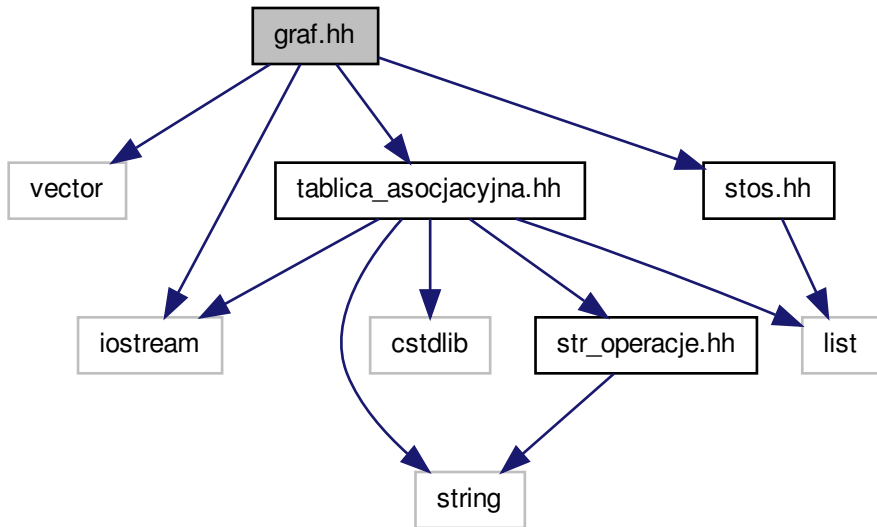 graf.hh
vector
tablica_asocjacyjna.hh
stos.hh
iostream
cstdlib
str_operacje.hh
list
string